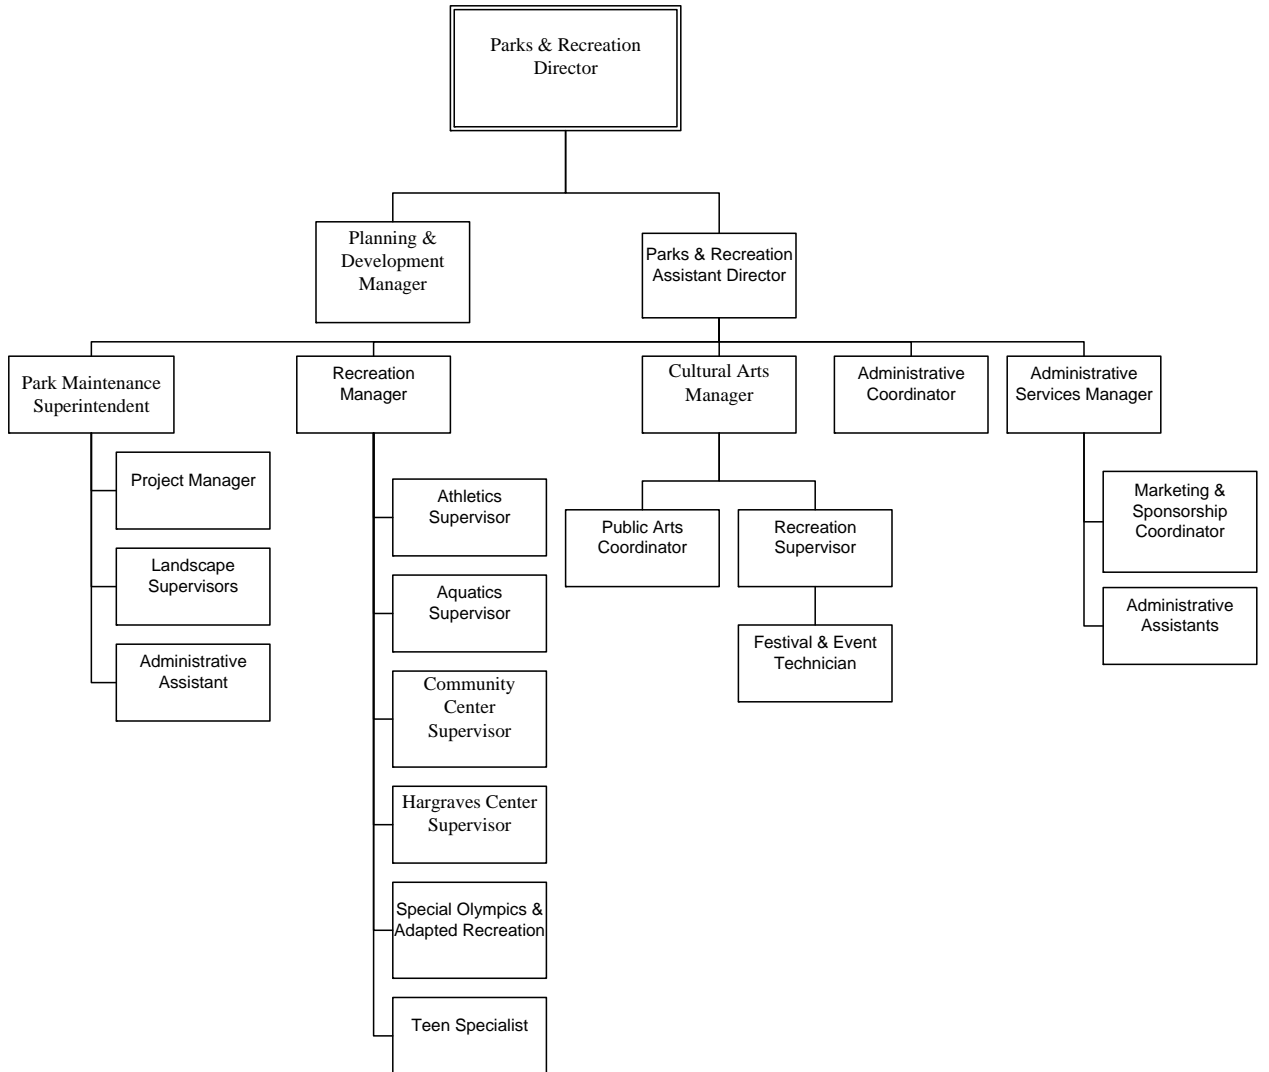 Parks & Recreation
Director
Planning &
Development
Manager
Parks & Recreation
Assistant Director
Park Maintenance
Superintendent
Recreation
Manager
Cultural Arts
Manager
Administrative
Coordinator
Administrative
Services Manager
Project Manager
Landscape
Supervisors
Administrative
Assistant
Athletics
Supervisor
Aquatics
Supervisor
Community
Center
Supervisor
Hargraves Center
Supervisor
Special Olympics &
Adapted Recreation
Teen Specialist
Public Arts
Coordinator
Recreation
Supervisor
Festival & Event
Technician
Marketing &
Sponsorship
Coordinator
Administrative
Assistants